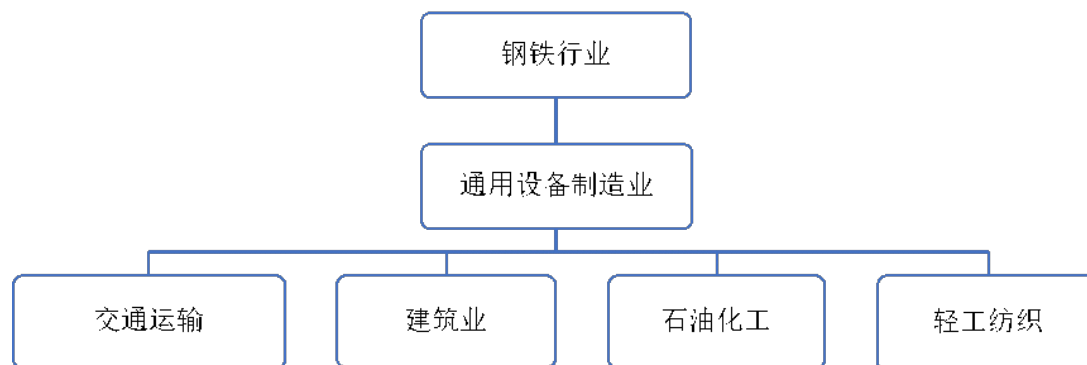 钢铁行业
通用设备制造业
交通运输
建筑业
石油化工
轻工纺织